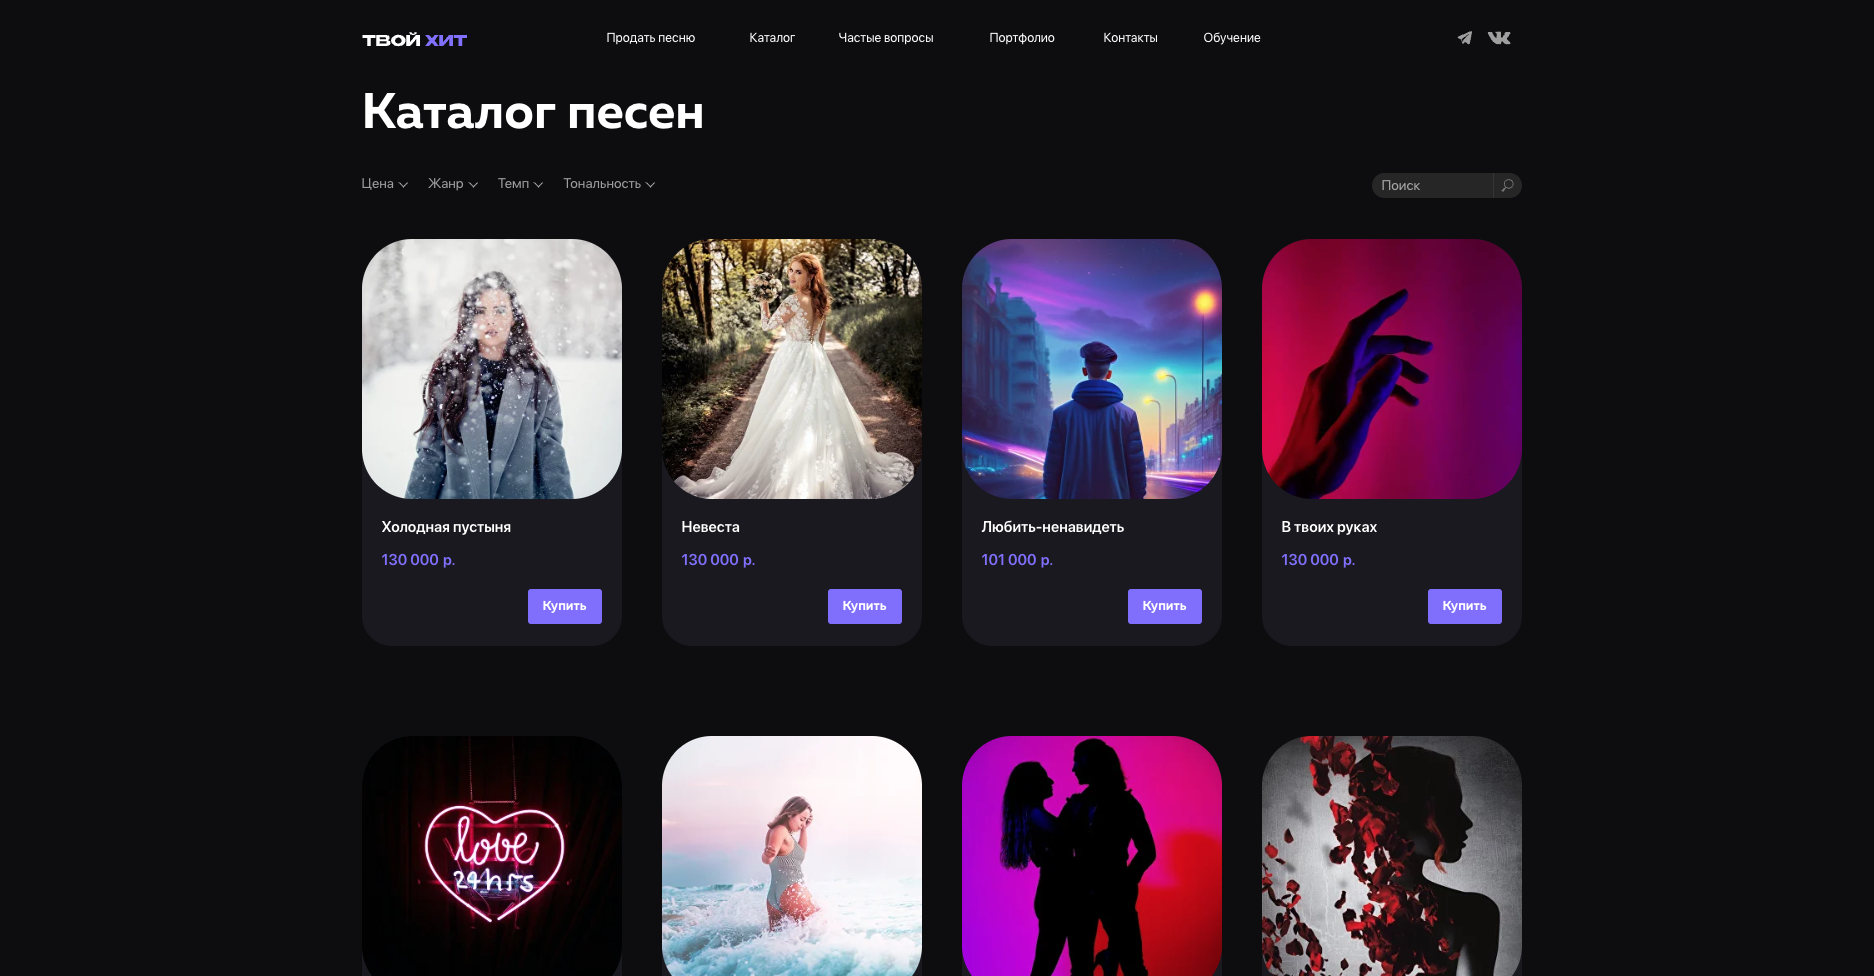 ТВОЙ ХИТ
Продать песню
Каталог
Частые вопросы
Портфолио
Контакты
Обучение
Каталог песен
Цена
Жанр
Темп
Тональность
Поиск
Холодная пустыня
130 000 р.
Купить
Невеста
130 000 р.
Купить
Любить-ненавидеть
101 000 р.
Купить
В твоих руках
130 000 р.
Купить
love
24hrs